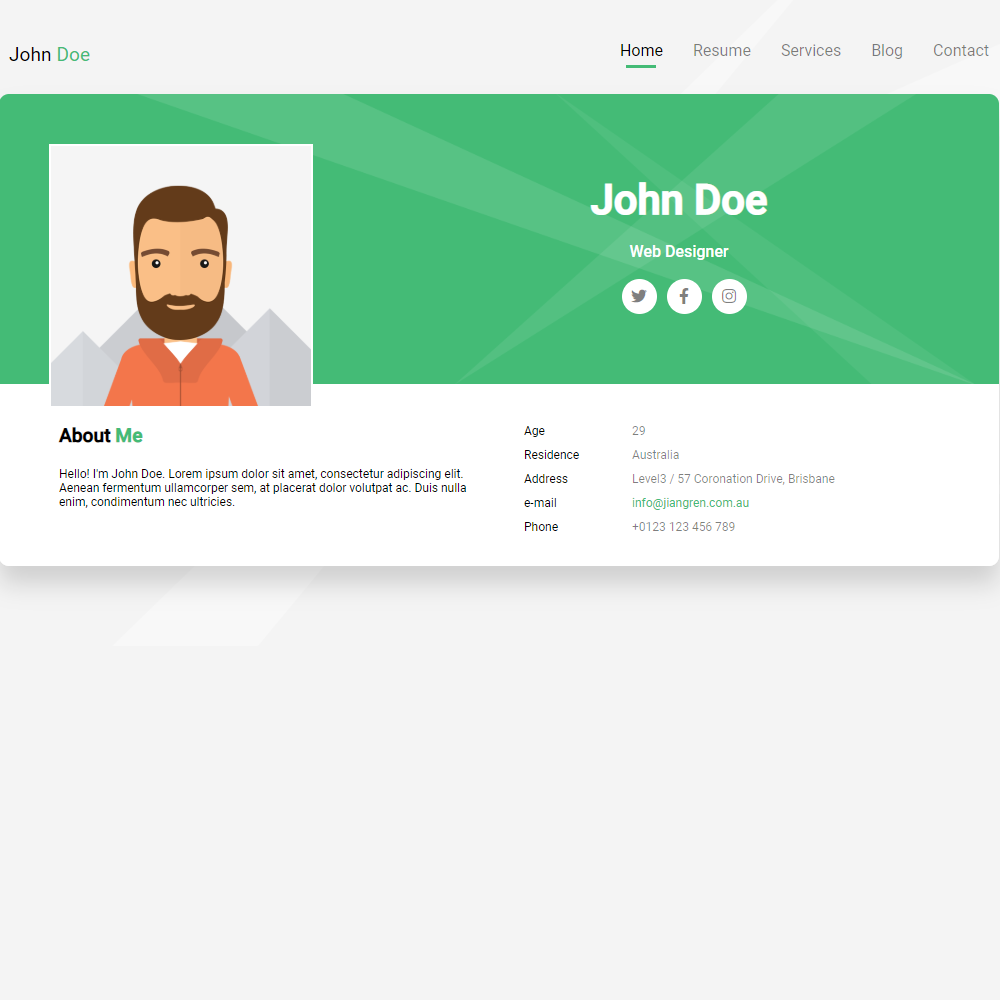 John Doe
Home Resume Services Blog Contact
John Doe
Web Designer
About Me
Hello! I'm John Doe. Lorem ipsum dolor sit amet, consectetur adipiscing elit.
Aenean fermentum ullamcorper sem, at placerat dolor volutpat ac. Duis nulla
enim, condimentum nec ultricies.
Age 29
Residence Australia
Address Level3 / 57 Coronation Drive, Brisbane
e-mail info@jiangren.com.au
Phone +0123 123 456 789